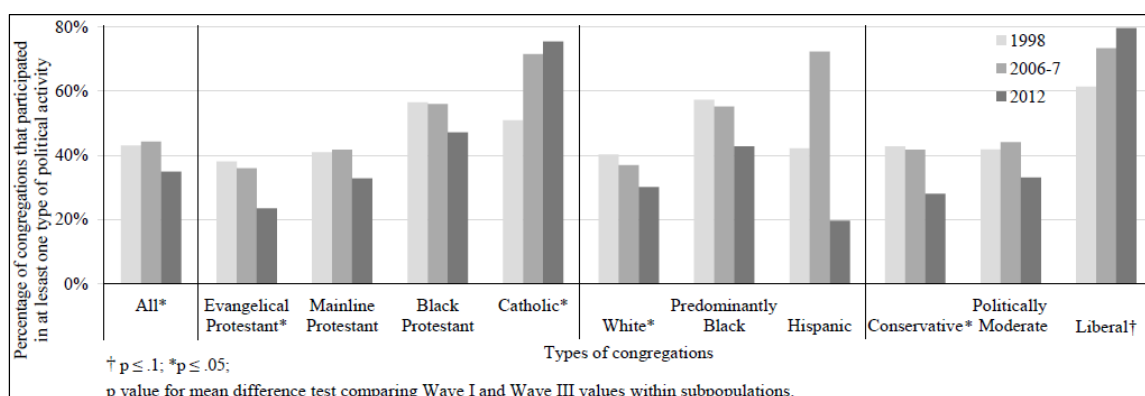 Percentage of congregations that participated
in at lesast one type of political activity
80%
60%
40%
20%
0%
1998
2006-7
2012
All*
Evangelical
Protestant*
Mainline
Protestant
Black
Protestant
Catholic*
Predominantly
White*
Black
Hispanic
Politically
Conservative*
Moderate
Liberal†
Types of congregations
† p ≤ .1; *p ≤ .05;
p value for mean difference test comparing Wave I and Wave III values within subpopulations.